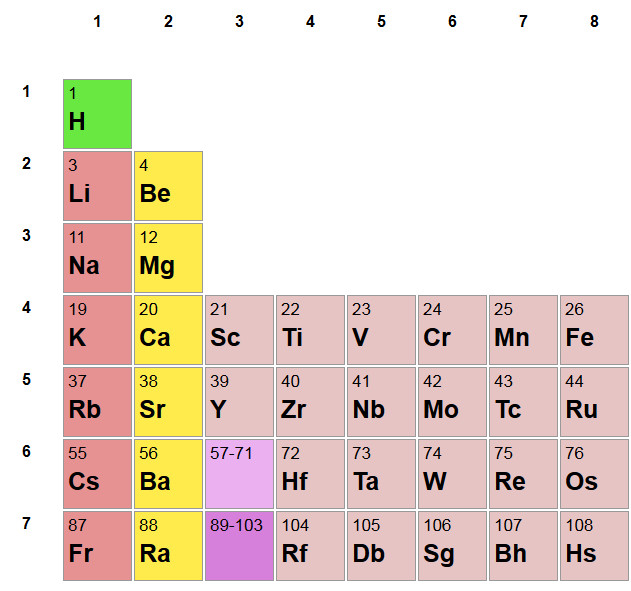 1 2 3 4 5 6 7 8
1
1
H
2
3 4
Li Be
3
11 12
Na Mg
4
19 20 21 22 23 24 25 26
K Ca Sc Ti V Cr Mn Fe
5
37 38 39 40 41 42 43 44
Rb Sr Y Zr Nb Mo Tc Ru
6
55 56 57-71 72 73 74 75 76
Cs Ba Hf Ta W Re Os
7
87 88 89-103 104 105 106 107 108
Fr Ra Rf Db Sg Bh Hs